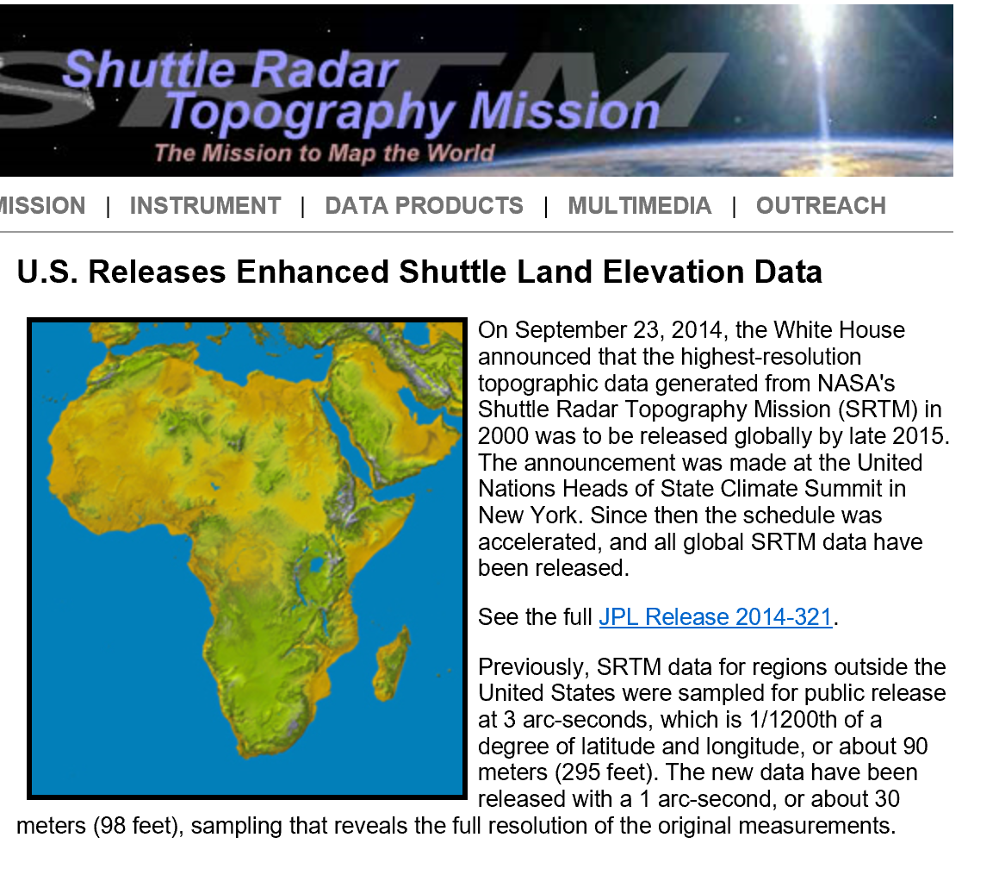 SRTM
Shuttle Radar
Topography Mission
The Mission to Map the World
MISSION | INSTRUMENT | DATA PRODUCTS | MULTIMEDIA | OUTREACH
U.S. Releases Enhanced Shuttle Land Elevation Data
On September 23, 2014, the White House
announced that the highest-resolution
topographic data generated from NASA's
Shuttle Radar Topography Mission (SRTM) in
2000 was to be released globally by late 2015.
The announcement was made at the United
Nations Heads of State Climate Summit in
New York. Since then the schedule was
accelerated, and all global SRTM data have
been released.
See the full JPL Release 2014-321.
Previously, SRTM data for regions outside the
United States were sampled for public release
at 3 arc-seconds, which is 1/1200th of a
degree of latitude and longitude, or about 90
meters (295 feet). The new data have been
released with a 1 arc-second, or about 30
meters (98 feet), sampling that reveals the full resolution of the original measurements.